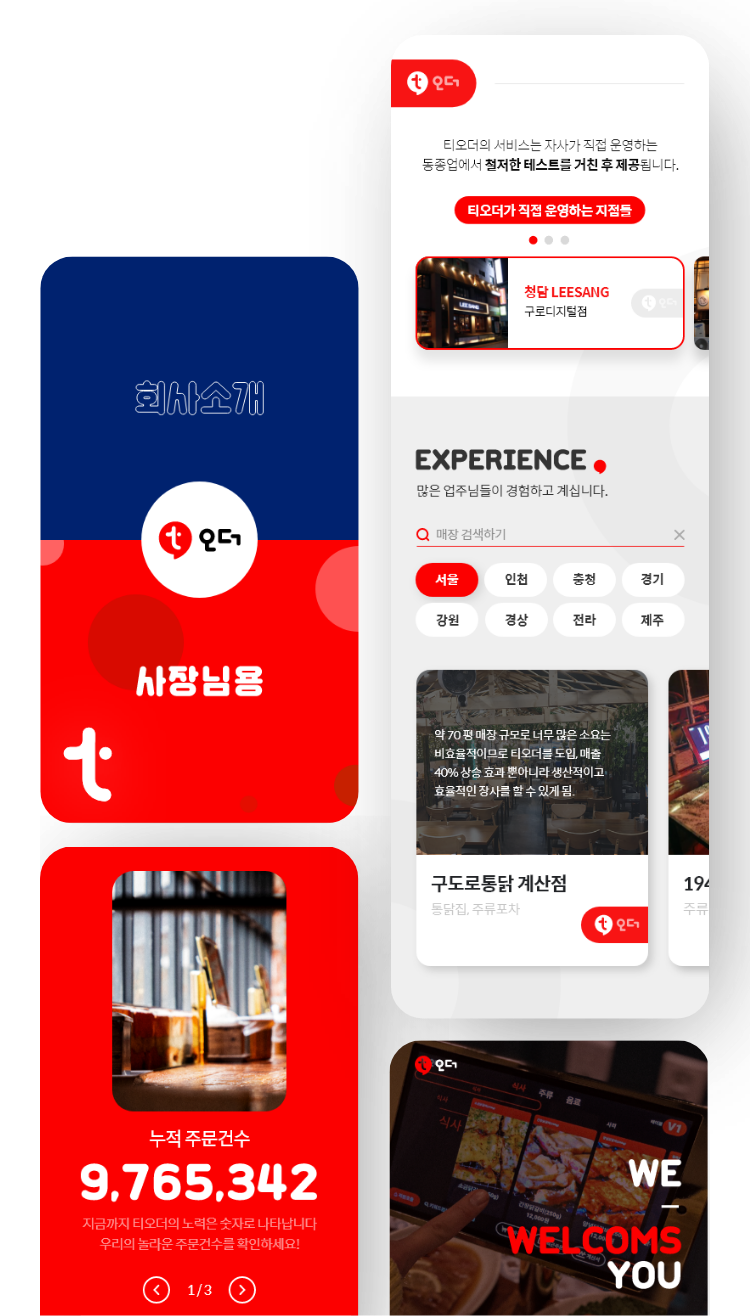 회사소개
t오더
사장님용
t
누적 주문건수
9,765,342
지금까지 티오더의 노력은 숫자로 나타납니다
우리의 놀라운 주문건수를 확인하세요!
1/3
t오더
티오더의 서비스는 자사가 직접 운영하는
동종업에서 철저한 테스트를 거친 후 제공됩니다.
티오더가 직접 운영하는 지점들
LEESANG
청담 LEESANG
구로디지털점
t오더
EXPERIENCE
많은 업주님들이 경험하고 계십니다.
매장 검색하기
서울 인천 충청 경기
강원 경상 전라 제주
약 70 평 매장 규모로 너무 많은 소요는
비효율적이므로 티오더를 도입, 매출
40% 상승 효과 뿐아니라 생산적이고
효율적인 장사를 할 수 있게 됨.
구도로통닭 계산점
통닭집, 주류포차
t오더
194
주류
t오더
식사 주류 음료
식사
V1
WE
WELCOMS
YOU